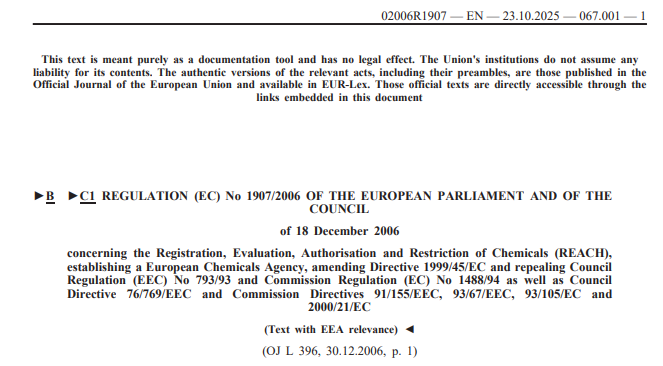 02006R1907 — EN — 23.10.2025 — 067.001 — 1
This text is meant purely as a documentation tool and has no legal effect. The Union's institutions do not assume any
liability for its contents. The authentic versions of the relevant acts, including their preambles, are those published in the
Official Journal of the European Union and available in EUR-Lex. Those official texts are directly accessible through the
links embedded in this document
►B ►C1 REGULATION (EC) No 1907/2006 OF THE EUROPEAN PARLIAMENT AND OF THE
COUNCIL
of 18 December 2006
concerning the Registration, Evaluation, Authorisation and Restriction of Chemicals (REACH),
establishing a European Chemicals Agency, amending Directive 1999/45/EC and repealing Council
Regulation (EEC) No 793/93 and Commission Regulation (EC) No 1488/94 as well as Council
Directive 76/769/EEC and Commission Directives 91/155/EEC, 93/67/EEC, 93/105/EC and
2000/21/EC
(Text with EEA relevance) ◄
(OJ L 396, 30.12.2006, p. 1)